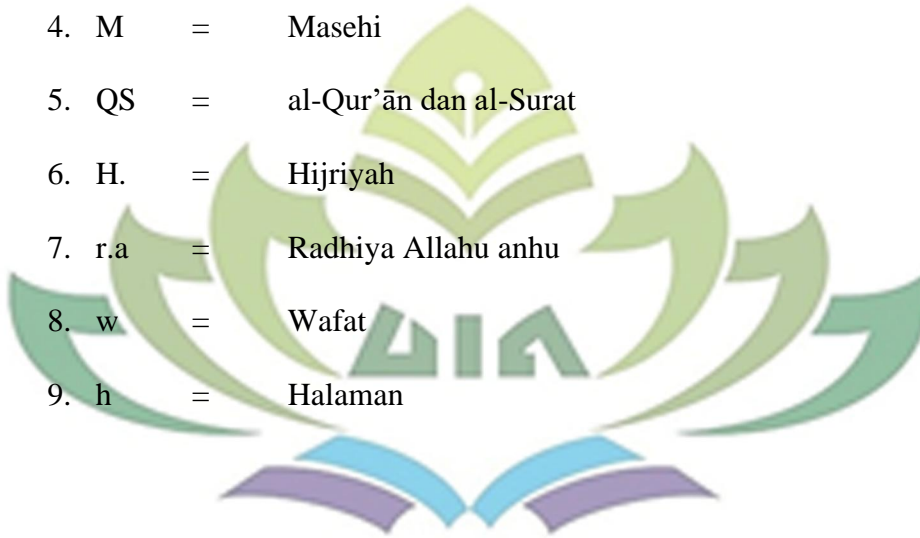 4. M = Masehi
5. QS = al-Qur’ān dan al-Surat
6. H. = Hijriyah
7. r.a = Radhiya Allahu anhu
8. w = Wafat
9. h = Halaman
UIN